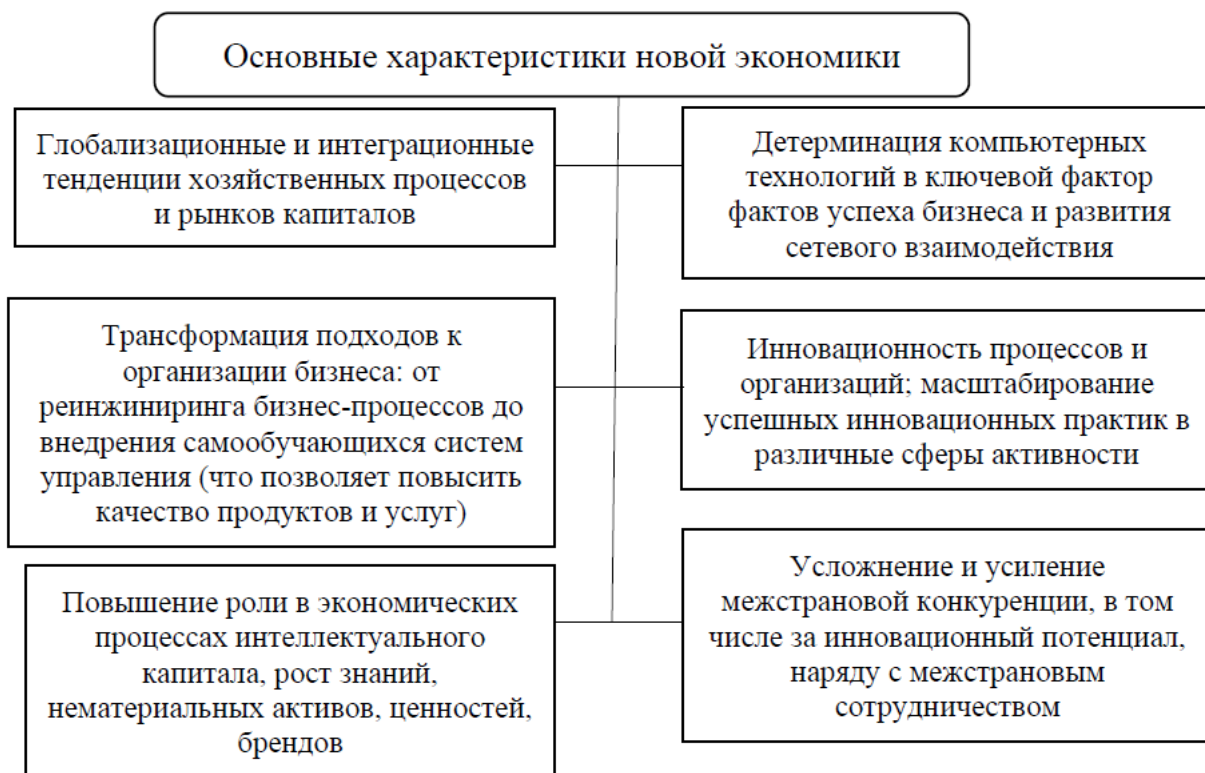 Основные характеристики новой экономики
Глобализационные и интеграционные
тенденции хозяйственных процессов
и рынков капиталов
Детерминация компьютерных
технологий в ключевой фактор
фактов успеха бизнеса и развития
сетевого взаимодействия
Трансформация подходов к
организации бизнеса: от
реинжиниринга бизнес-процессов до
внедрения самообучающихся систем
управления (что позволяет повысить
качество продуктов и услуг)
Инновационность процессов и
организаций; масштабирование
успешных инновационных практик в
различные сферы активности
Повышение роли в экономических
процессах интеллектуального
капитала, рост знаний,
нематериальных активов, ценностей,
брендов
Усложнение и усиление
межстрановой конкуренции, в том
числе за инновационный потенциал,
наряду с межстрановым
сотрудничеством